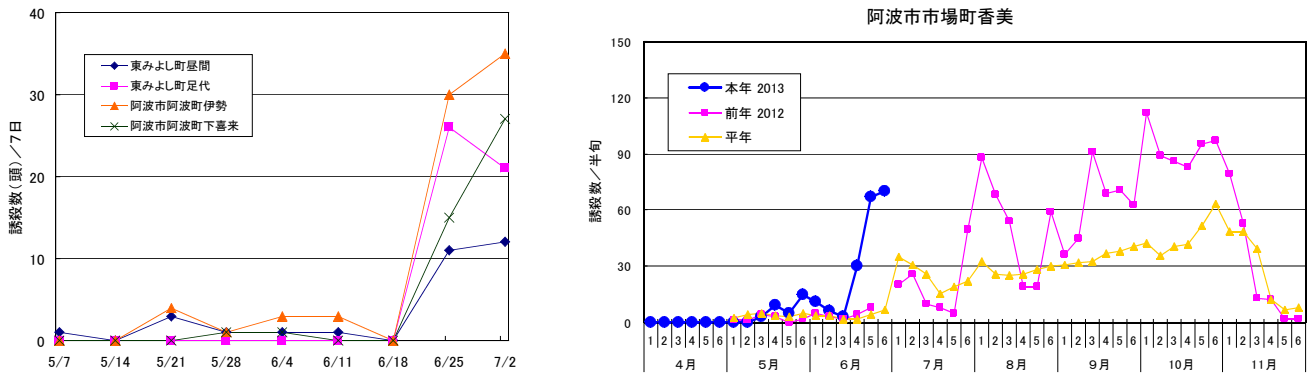 40
30
20
10
0
誘殺数(頭)/7日
東みよし町昼間
東みよし町足代
阿波市阿波町伊勢
阿波市阿波町下喜来
5/7 5/14 5/21 5/28 6/4 6/11 6/18 6/25 7/2
阿波市市場町香美
150
120
90
60
30
0
誘殺数/半旬
本年 2013
前年 2012
平年
1 2 3 4 5 6 1 2 3 4 5 6 1 2 3 4 5 6 1 2 3 4 5 6 1 2 3 4 5 6 1 2 3 4 5 6 1 2 3 4 5 6 1 2 3 4 5 6
4月 5月 6月 7月 8月 9月 10月 11月